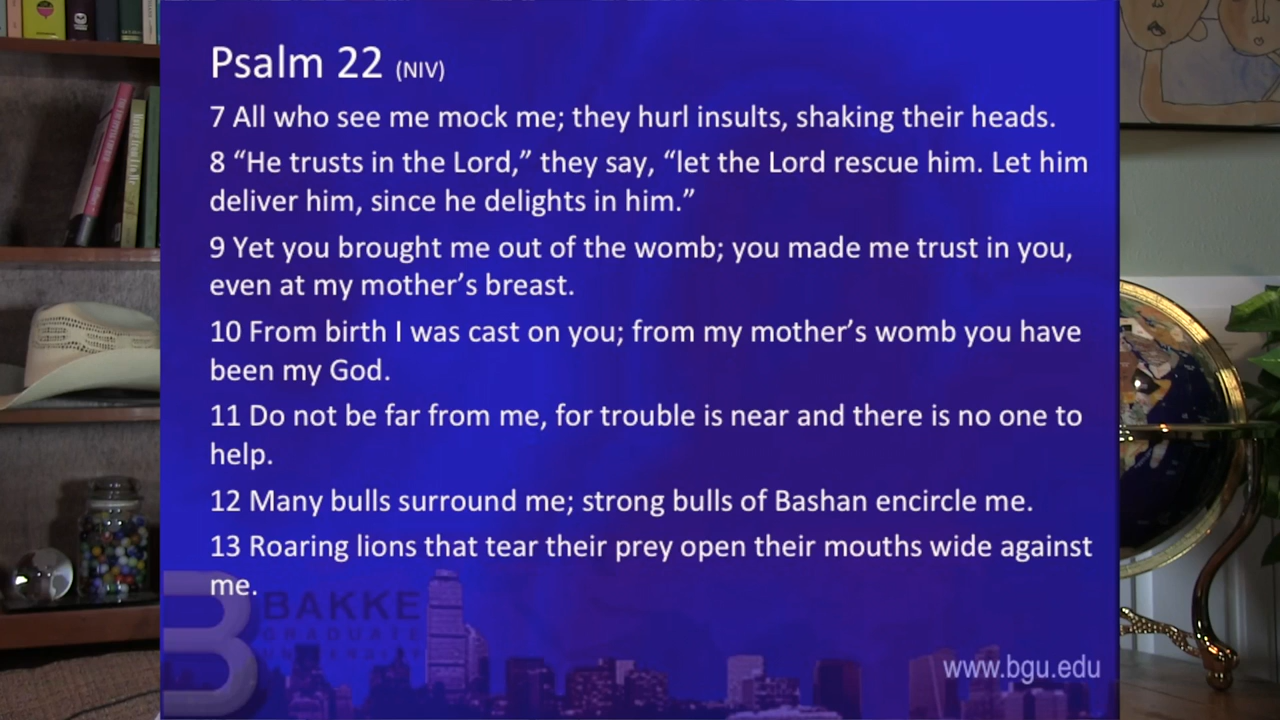 Psalm 22 (NIV)
7 All who see me mock me; they hurl insults, shaking their heads.
8 “He trusts in the Lord,” they say, “let the Lord rescue him. Let him
deliver him, since he delights in him.”
9 Yet you brought me out of the womb; you made me trust in you,
even at my mother’s breast.
10 From birth I was cast on you; from my mother’s womb you have
been my God.
11 Do not be far from me, for trouble is near and there is no one to
help.
12 Many bulls surround me; strong bulls of Bashan encircle me.
13 Roaring lions that tear their prey open their mouths wide against
me.
B BAKKE
GRADUATE
UNIVERSITY
www.bgu.edu